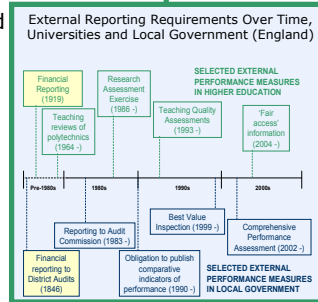 d
External Reporting Requirements Over Time,
Universities and Local Government (England)
SELECTED EXTERNAL
PERFORMANCE MEASURES
IN HIGHER EDUCATION
Financial
Reporting
(1919)
Research
Assessment
Exercise
(1986 -)
Teaching
reviews of
polytechnics
(1964 -)
Teaching Quality
Assessments
(1993 -)
'Fair
access'
information
(2004 -)
Pre-1980s
1980s
1990s
2000s
Reporting to Audit
Commission (1983 -)
Best Value
Inspection (1999 -)
Comprehensive
Performance
Assessment (2002 -)
Financial
reporting to
District Audits
(1846)
Obligation to publish
comparative
indicators of
performance (1990 -)
SELECTED EXTERNAL
PERFORMANCE MEASURES
IN LOCAL GOVERNMENT